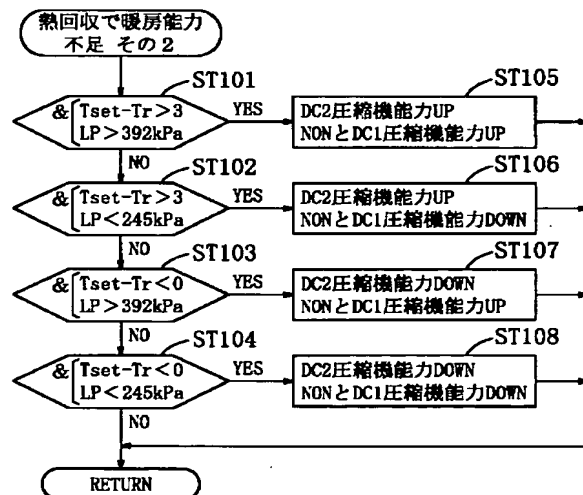 熱回収で暖房能力
不足 その2
ST101
& Tset-Tr>3
LP>392kPa
YES
NO
ST105
DC2圧縮機能力UP
NONとDC1圧縮機能力UP
ST102
& Tset-Tr>3
LP<245kPa
YES
NO
ST106
DC2圧縮機能力UP
NONとDC1圧縮機能力DOWN
ST103
& Tset-Tr<0
LP>392kPa
YES
NO
ST107
DC2圧縮機能力DOWN
NONとDC1圧縮機能力UP
ST104
& Tset-Tr<0
LP<245kPa
YES
NO
ST108
DC2圧縮機能力DOWN
NONとDC1圧縮機能力DOWN
RETURN